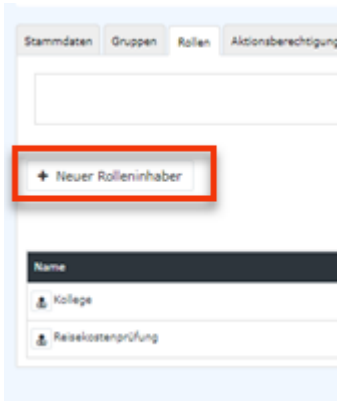 Stammdaten Gruppen Rollen Aktionsberechtigung
+ Neuer Rolleninhaber
Name
Kollege
Reisekostenprüfung